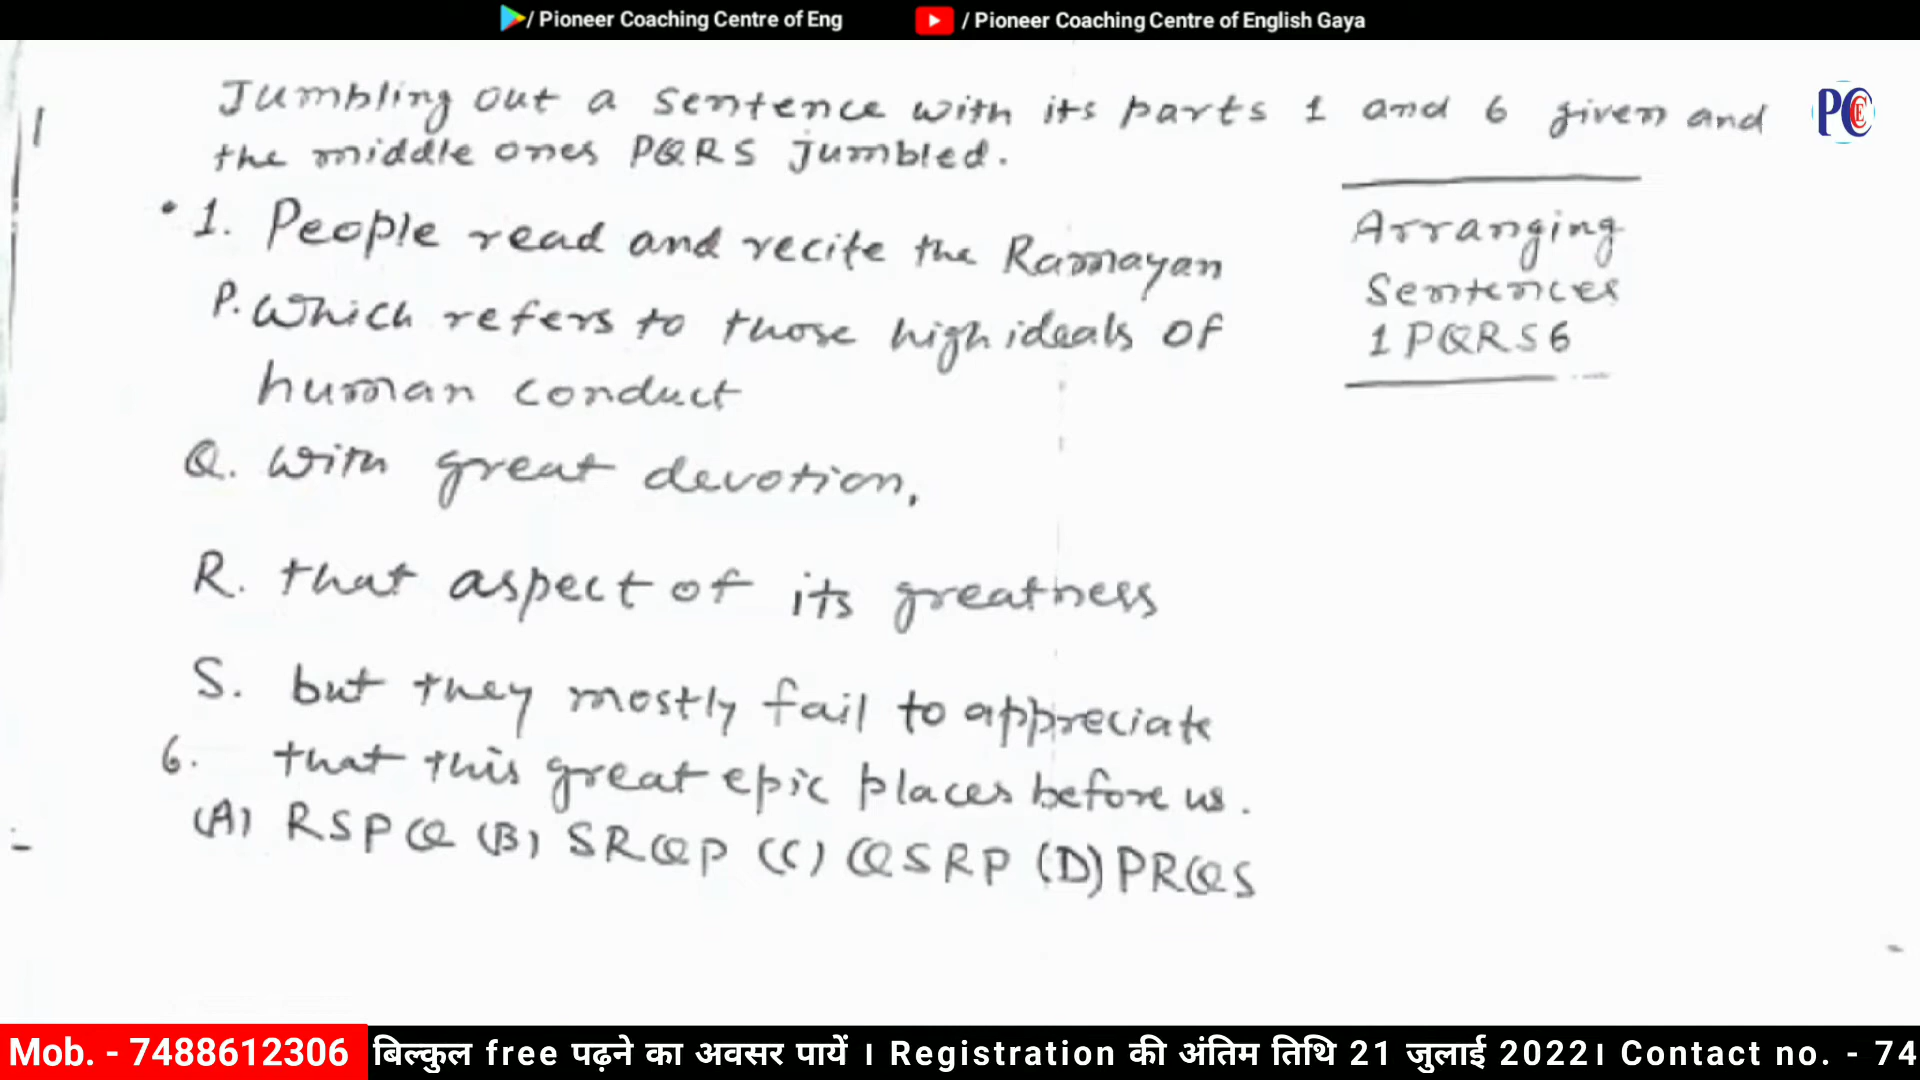 / Pioneer Coaching Centre of Eng
/ Pioneer Coaching Centre of English Gaya
Jumbling out a sentence with its parts 1 and 6 given and
the middle ones PQRS jumbled.
PCE
Arranging
Sentences
1 PQRS6
• 1. People read and recite the Ramayan
P. which refers to those high ideals of
human conduct
Q. with great devotion,
R. that aspect of its greatness
S. but they mostly fail to appreciate
6. that this great epic places before us.
(A) RSPQ (B) SRQP (C) QSRP (D) PRQS
Mob. - 7488612306 बिल्कुल free पढ़ने का अवसर पायें । Registration की अंतिम तिथि 21 जुलाई 2022। Contact no. - 74